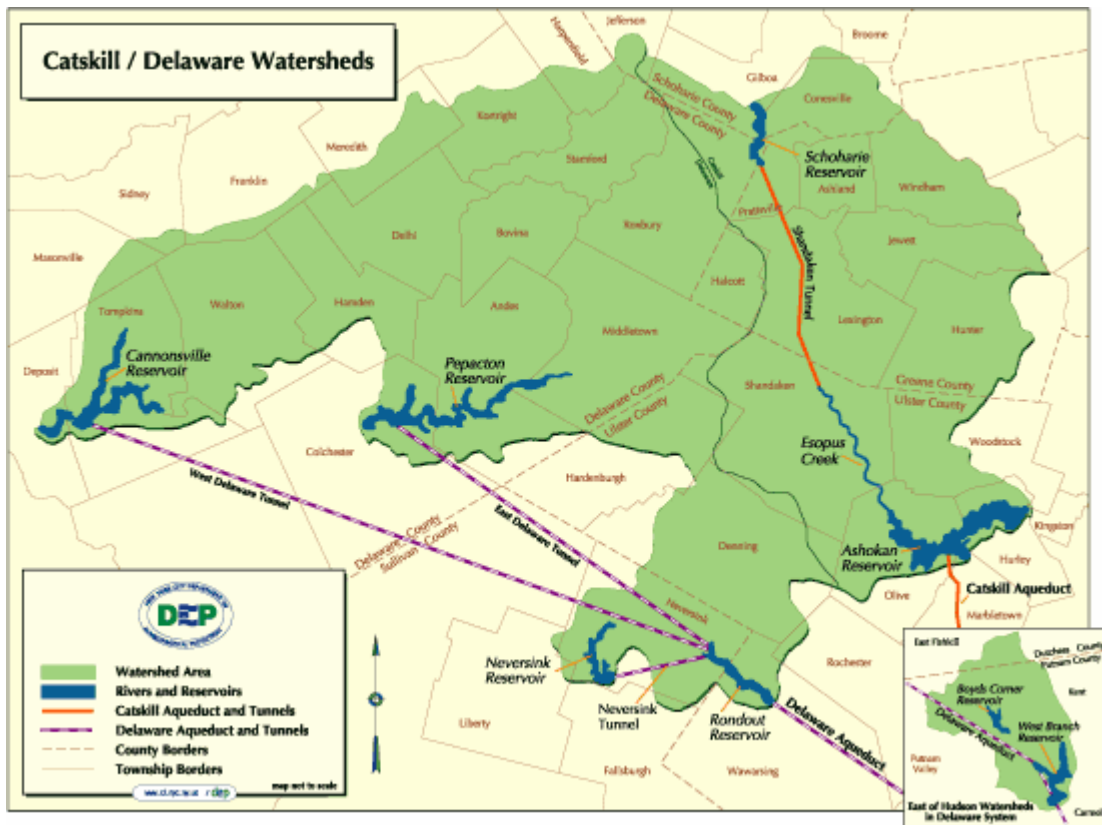 Catskill / Delaware Watersheds
Jefferson
Harpersfield
Broome
Gilboa
Conesville
Schoharie County
Delaware County
Kortright
Meredith
Stamford
Schoharie
Reservoir
Ashland
Windham
Sidney
Franklin
Prattsville
Roxbury
Bovina
Delhi
Jewett
Masonville
Halcott
Shandaken Tunnel
Tompkins
Walton
Hamden
Andes
Middletown
Lexington
Hunter
Cannonsville
Reservoir
Pepacton
Reservoir
Deposit
Shandaken
Greene County
Ulster County
Delaware County
Ulster County
Colchester
Woodstock
Esopus
Creek
Hardenburgh
West Delaware Tunnel
East Delaware Tunnel
Delaware County
Sullivan County
Denning
Kingston
Ashokan
Reservoir
Hurley
Olive
Catskill Aqueduct
Marbletown
Neversink
Neversink
Reservoir
Rochester
Neversink
Tunnel
Rondout
Reservoir
Delaware Aqueduct
Liberty
Fallsburgh
Wawarsing
DEP
Watershed Area
Rivers and Reservoirs
Catskill Aqueduct and Tunnels
Delaware Aqueduct and Tunnels
County Borders
Township Borders
map not to scale
East Fishkill
Dutchess County
Putnam County
Boyds Corner
Reservoir
Kent
West Branch
Reservoir
Delaware Aqueduct
Putnam
Valley
East of Hudson Watersheds
in Delaware System